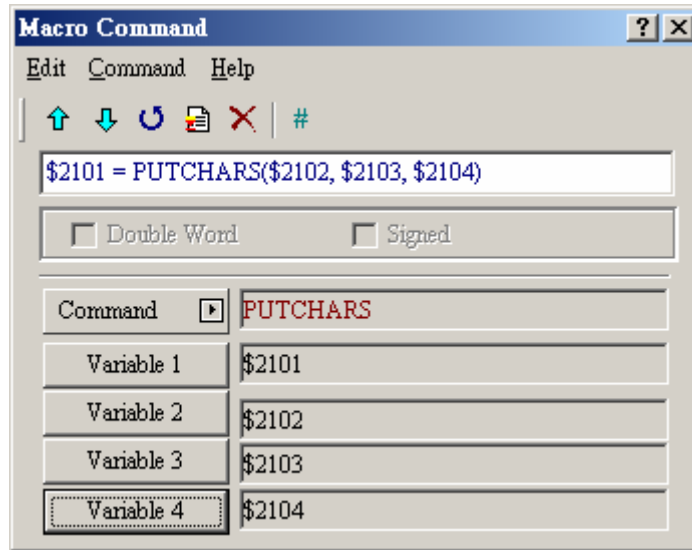 Macro Command
Edit Command Help
#
$2101 = PUTCHARS($2102, $2103, $2104)
Double Word Signed
Command PUTCHARS
Variable 1 $2101
Variable 2 $2102
Variable 3 $2103
Variable 4 $2104